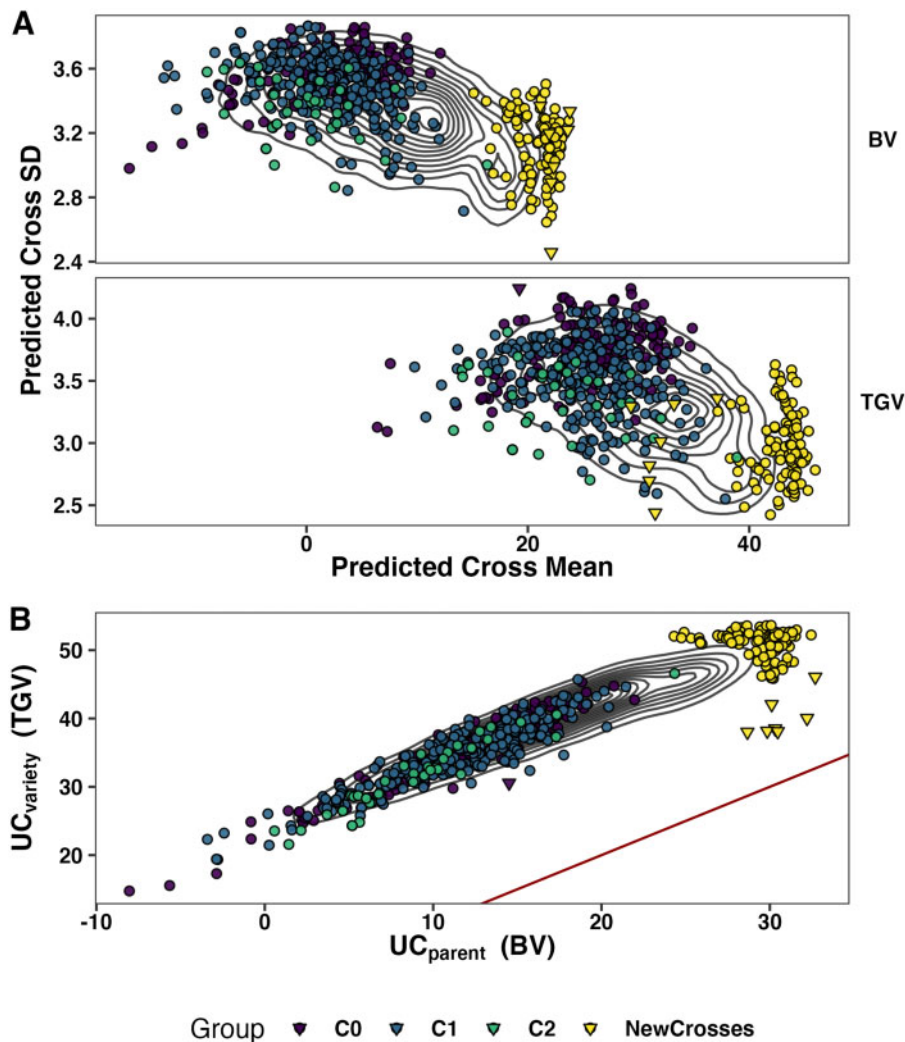 A
Predicted Cross SD
3.6
3.2
2.8
2.4
BV
4.0
3.5
3.0
2.5
TGV
0 20 40
Predicted Cross Mean
B
UCvariety (TGV)
50
40
30
20
-10 0 10 20 30
UCparent (BV)
Group C0 C1 C2 NewCrosses